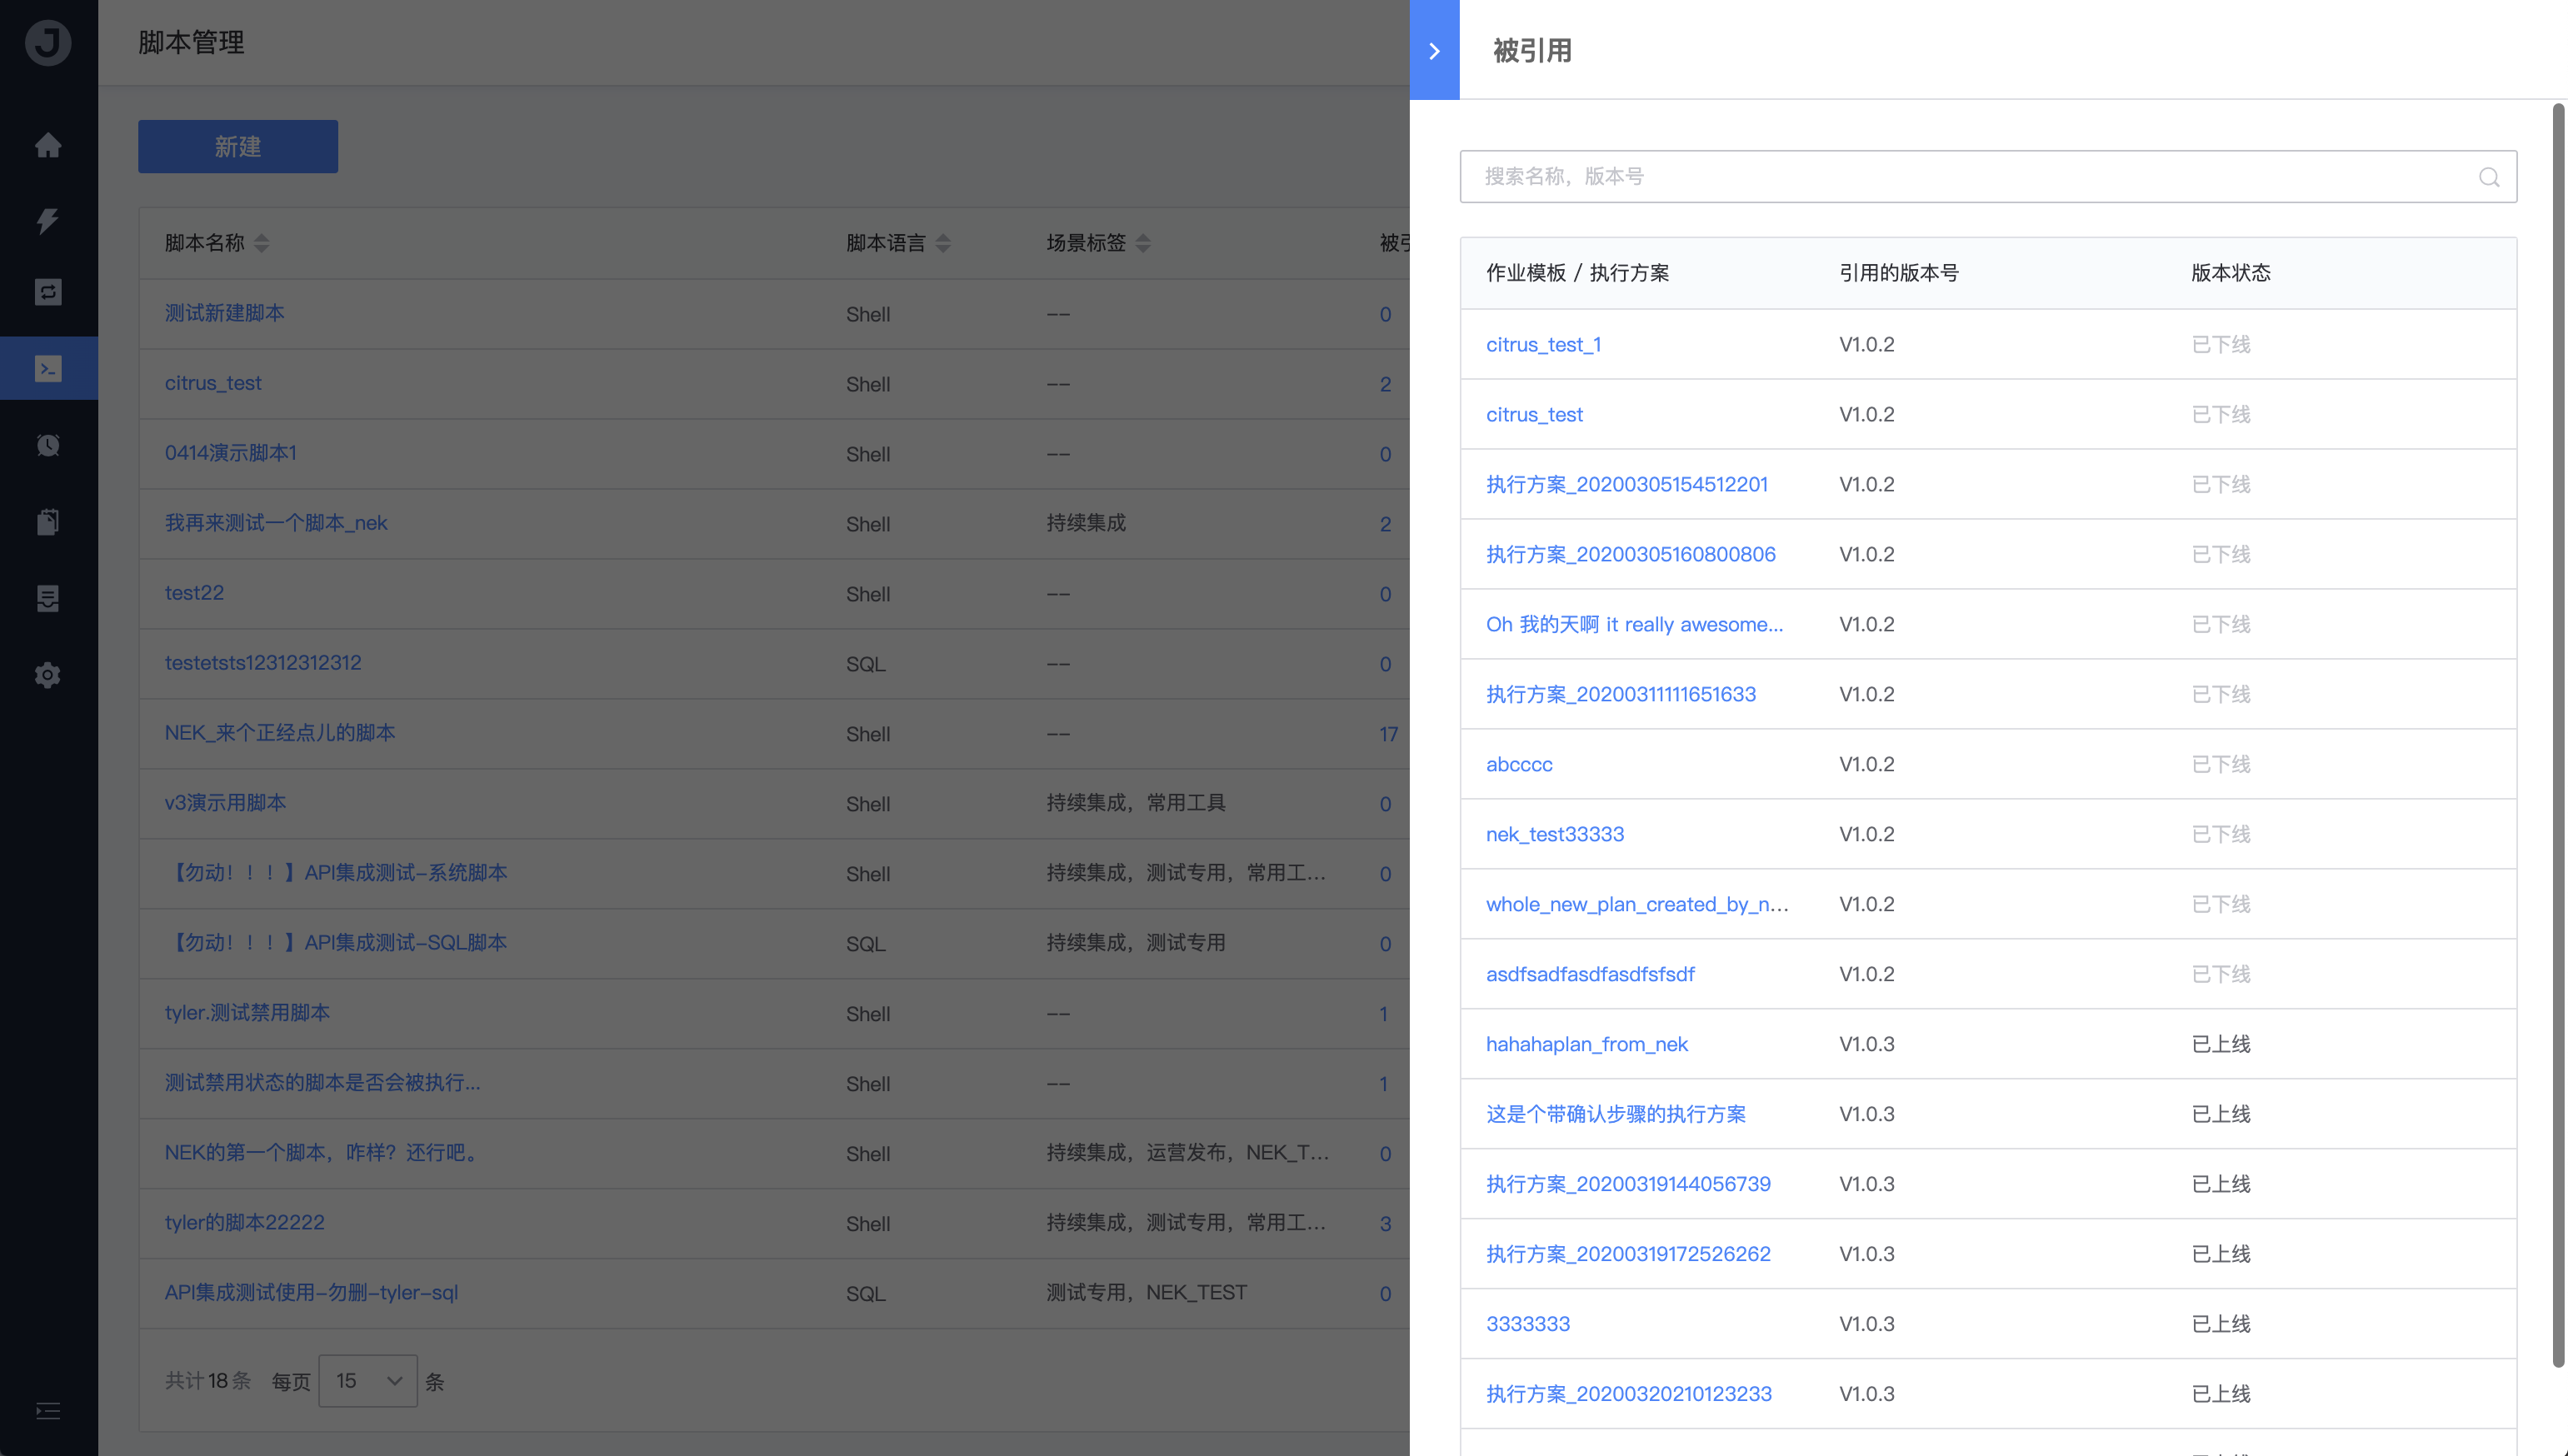 J
脚本管理
新建
脚本名称 脚本语言 场景标签 被引
测试新建脚本 Shell -- 0
citrus_test Shell -- 2
0414演示脚本1 Shell -- 0
我再来测试一个脚本_nek Shell 持续集成 2
test22 Shell -- 0
testetsts12312312312 SQL -- 0
NEK_来个正经点儿的脚本 Shell -- 17
v3演示用脚本 Shell 持续集成，常用工具 0
【勿动！！！】API集成测试-系统脚本 Shell 持续集成，测试专用，常用工... 0
【勿动！！！】API集成测试-SQL脚本 SQL 持续集成，测试专用 0
tyler.测试禁用脚本 Shell -- 1
测试禁用状态的脚本是否会被执行... Shell -- 1
NEK的第一个脚本，咋样？还行吧。 Shell 持续集成，运营发布，NEK_T... 0
tyler的脚本22222 Shell 持续集成，测试专用，常用工... 3
API集成测试使用-勿删-tyler-sql SQL 测试专用，NEK_TEST 0
共计18条 每页 15 条
被引用
搜索名称，版本号
作业模板 / 执行方案 引用的版本号 版本状态
citrus_test_1 V1.0.2 已下线
citrus_test V1.0.2 已下线
执行方案_20200305154512201 V1.0.2 已下线
执行方案_20200305160800806 V1.0.2 已下线
Oh 我的天啊 it really awesome... V1.0.2 已下线
执行方案_20200311111651633 V1.0.2 已下线
abcccc V1.0.2 已下线
nek_test33333 V1.0.2 已下线
whole_new_plan_created_by_n... V1.0.2 已下线
asdfsadfasdfasdfsfsdf V1.0.2 已下线
hahahaplan_from_nek V1.0.3 已上线
这是个带确认步骤的执行方案 V1.0.3 已上线
执行方案_20200319144056739 V1.0.3 已上线
执行方案_20200319172526262 V1.0.3 已上线
3333333 V1.0.3 已上线
执行方案_20200320210123233 V1.0.3 已上线